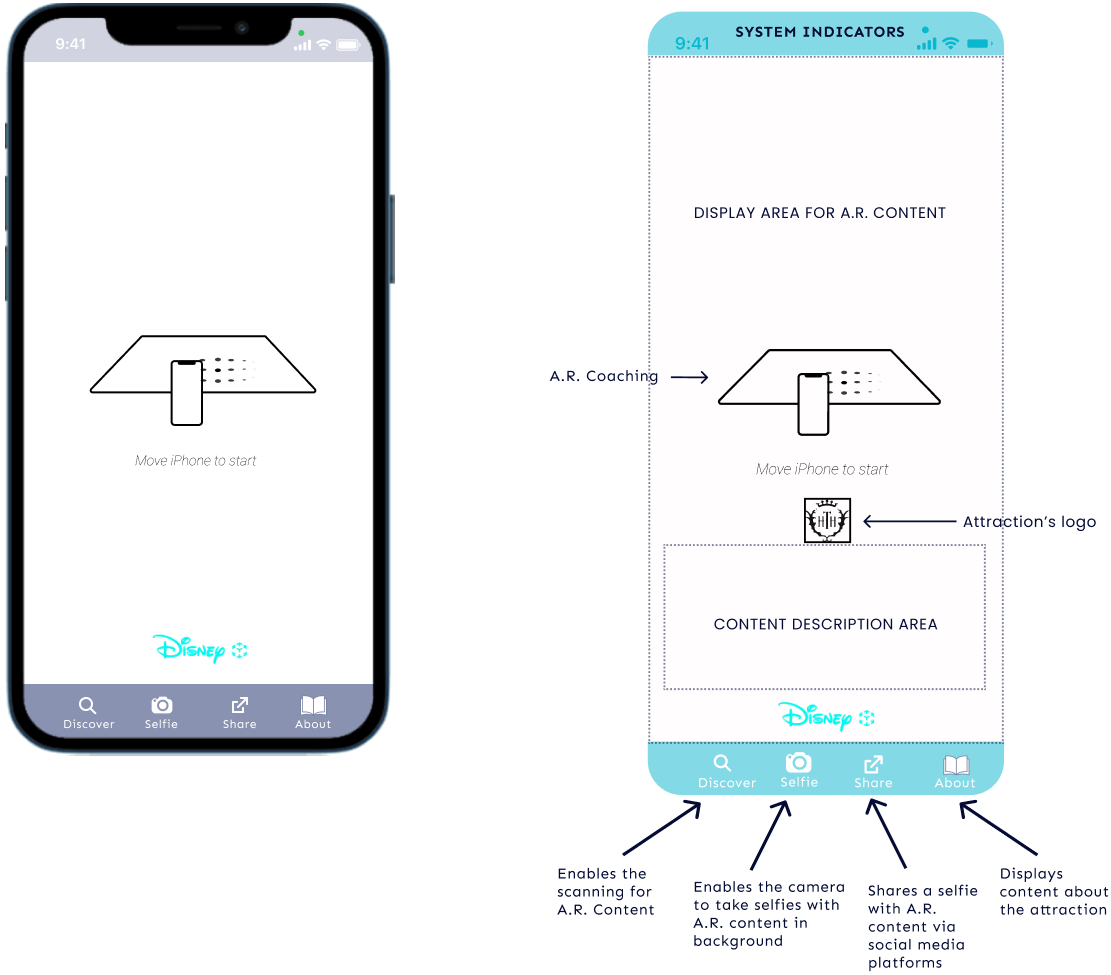 9:41
Move iPhone to start
Disney
Discover Selfie Share About
SYSTEM INDICATORS
9:41
DISPLAY AREA FOR A.R. CONTENT
A.R. Coaching
Move iPhone to start
HTH
Attraction's logo
CONTENT DESCRIPTION AREA
Disney
Discover Selfie Share About
Enables the
scanning for
A.R. Content
Enables the camera
to take selfies with
A.R. content in
background
Shares a selfie
with A.R.
content via
social media
platforms
Displays
content about
the attraction